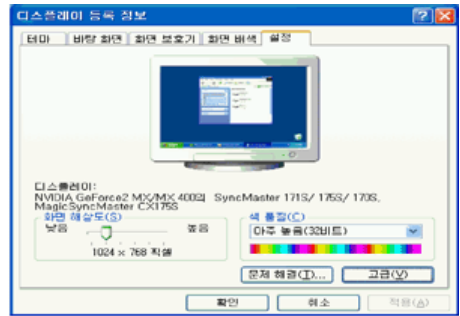 디스플레이 등록 정보
테마 바탕 화면 화면 보호기 화면 배색 설정
디스플레이:
NVIDIA GeForce2 MX/MX 400의 SyncMaster 171S/ 175S/ 170S,
MagicSyncMaster CX175S
화면 해상도(S) 색 품질(C)
낮음 높음 아주 높음(32비트)
1024 x 768 픽셀
문제 해결(T)... 고급(V)
확인 취소 적용(A)